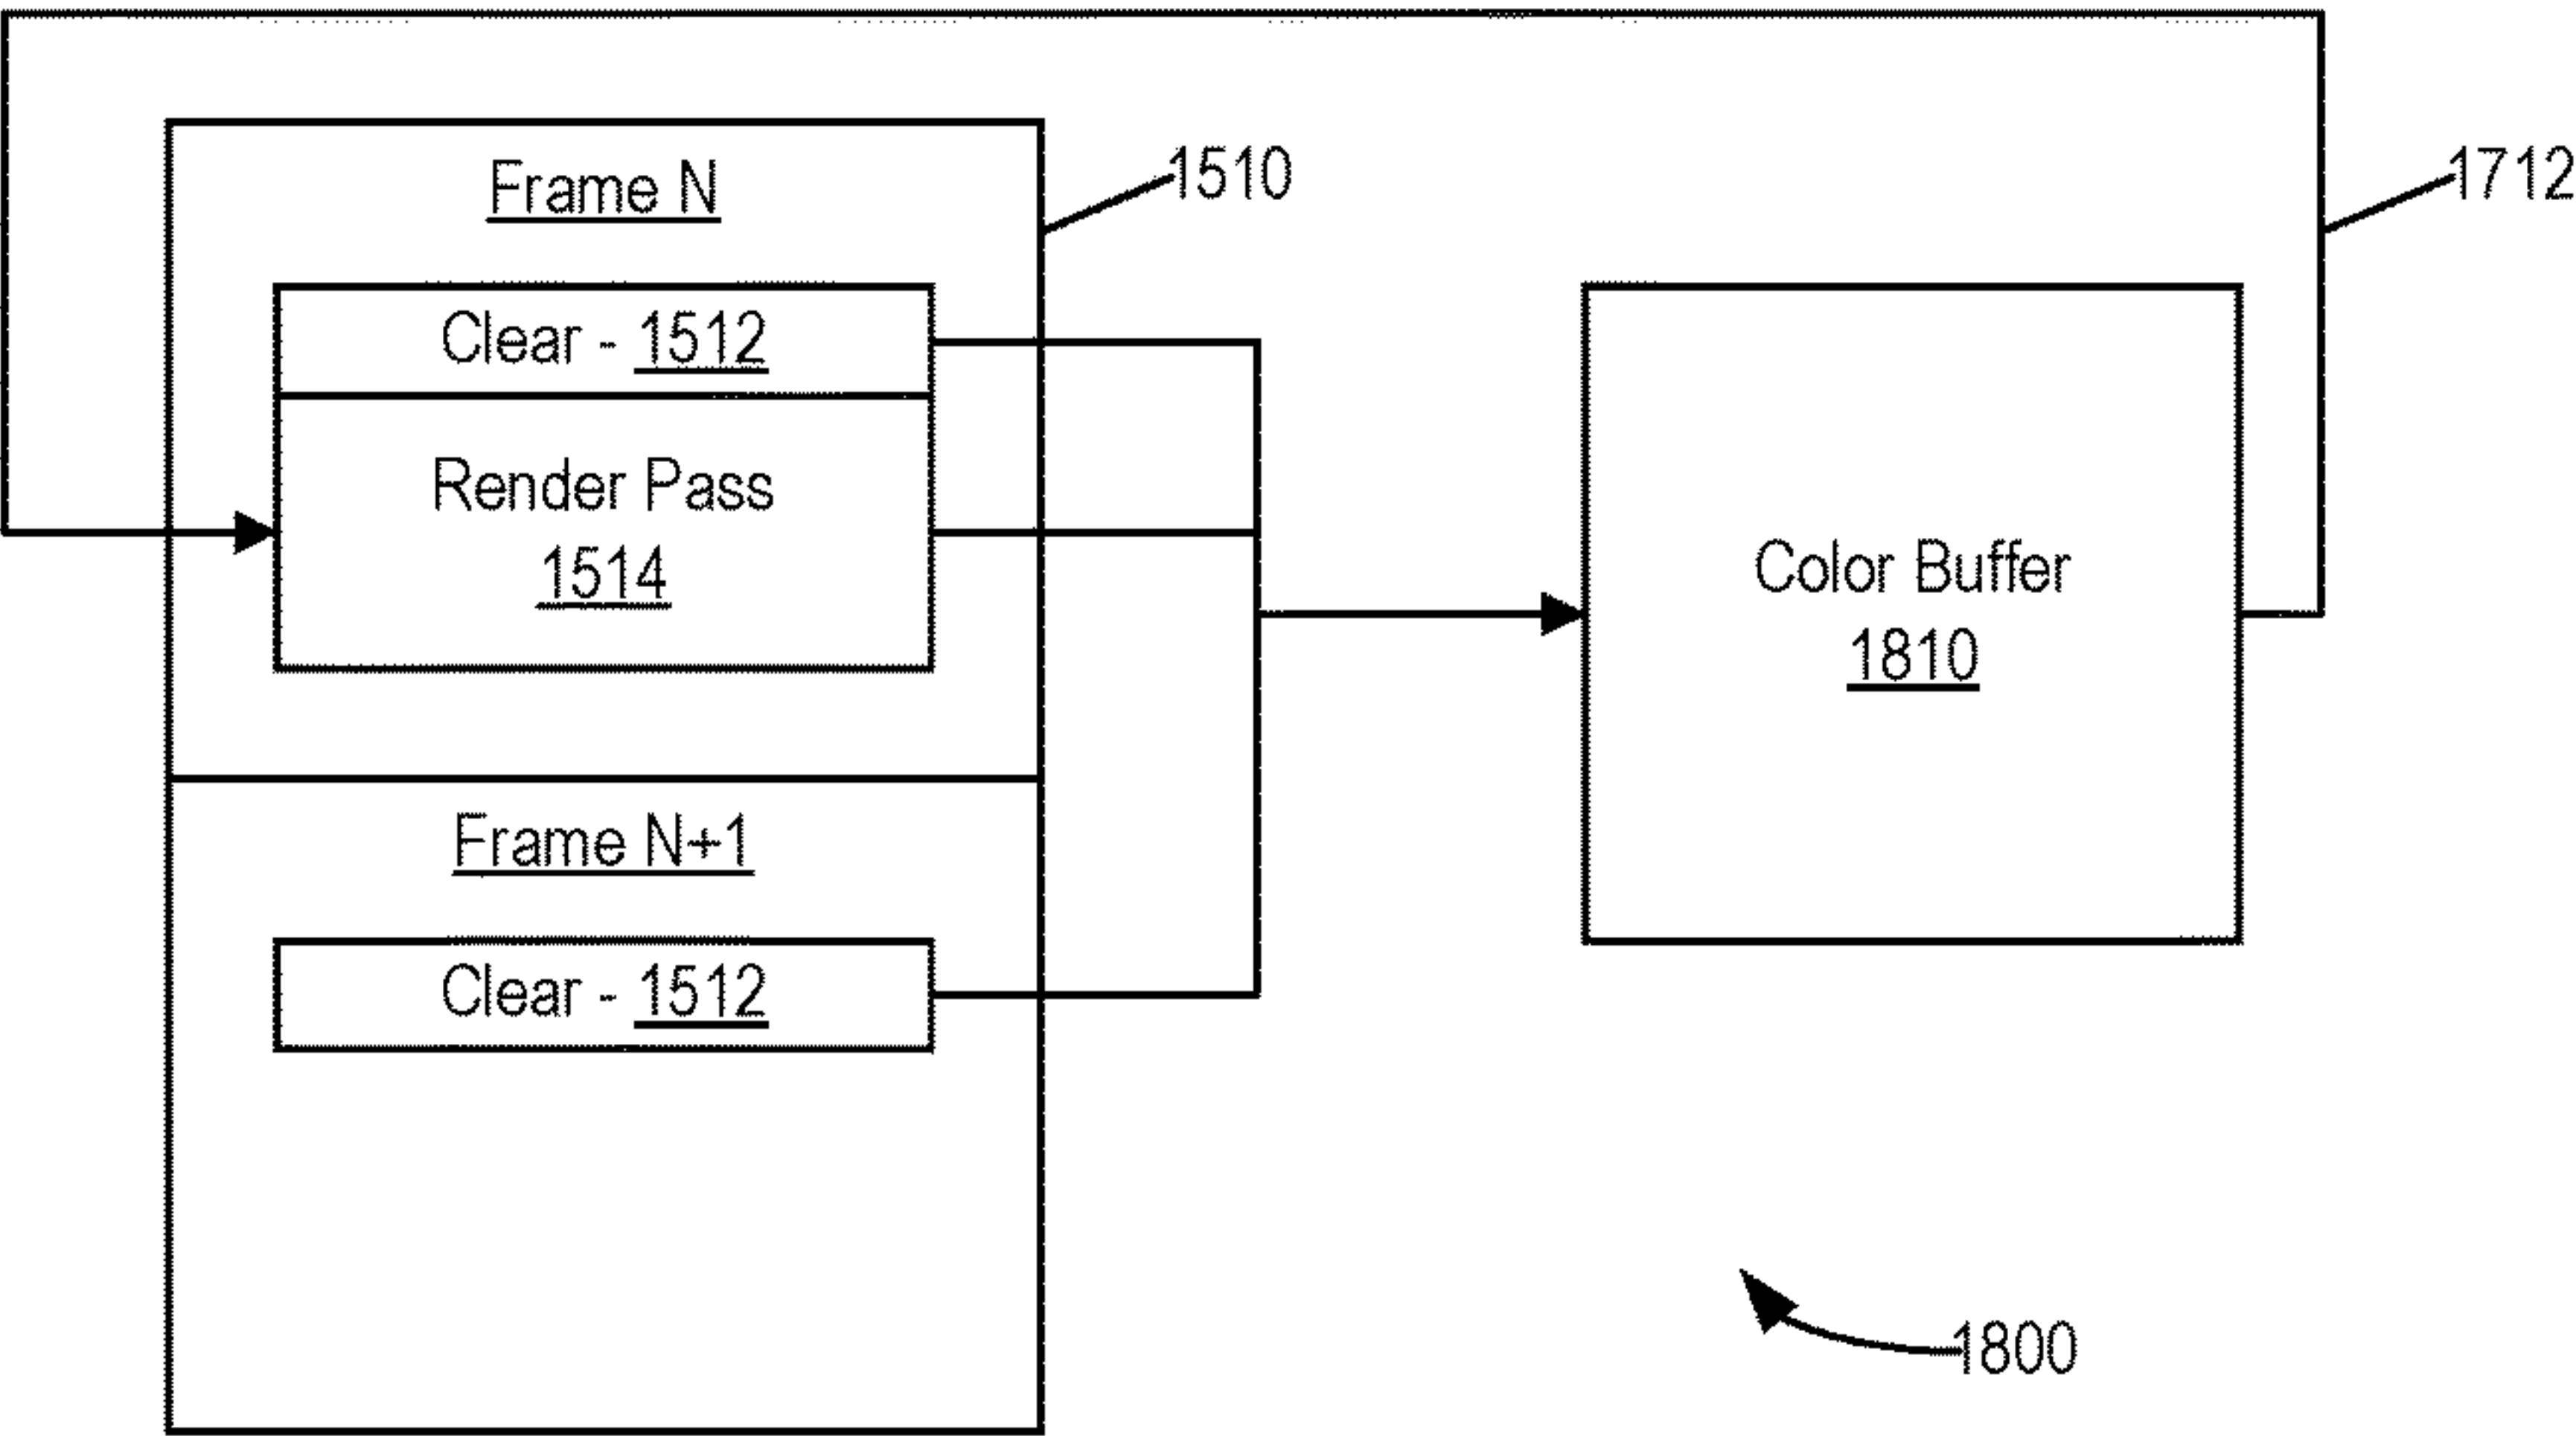 Frame N
1510
1712
Clear - 1512
Render Pass
1514
Color Buffer
1810
Frame N+1
Clear - 1512
1800